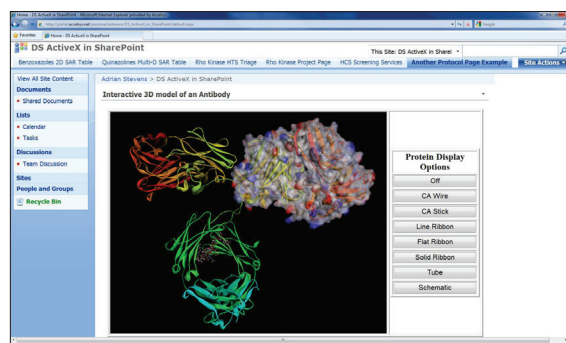 Home - DS ActiveX in SharePoint - Microsoft Internet Explorer provided by Accelrys
Google
Favorites Home - DS ActiveX in SharePoint
DS ActiveX in SharePoint
This Site: DS ActiveX in Sharel
Benzoxazoles 2D SAR Table Quinazolines Multi-D SAR Table Rho Kinase HTS Triage Rho Kinase Project Page HCS Screening Services Another Protocol Page Example Site Actions
View All Site Content
Documents
Shared Documents
Lists
Calendar
Tasks
Discussions
Team Discussion
Sites
People and Groups
Recycle Bin
Adrian Stevens > DS ActiveX in SharePoint
Interactive 3D model of an Antibody
Protein Display
Options
Off
CA Wire
CA Stick
Line Ribbon
Flat Ribbon
Solid Ribbon
Tube
Schematic